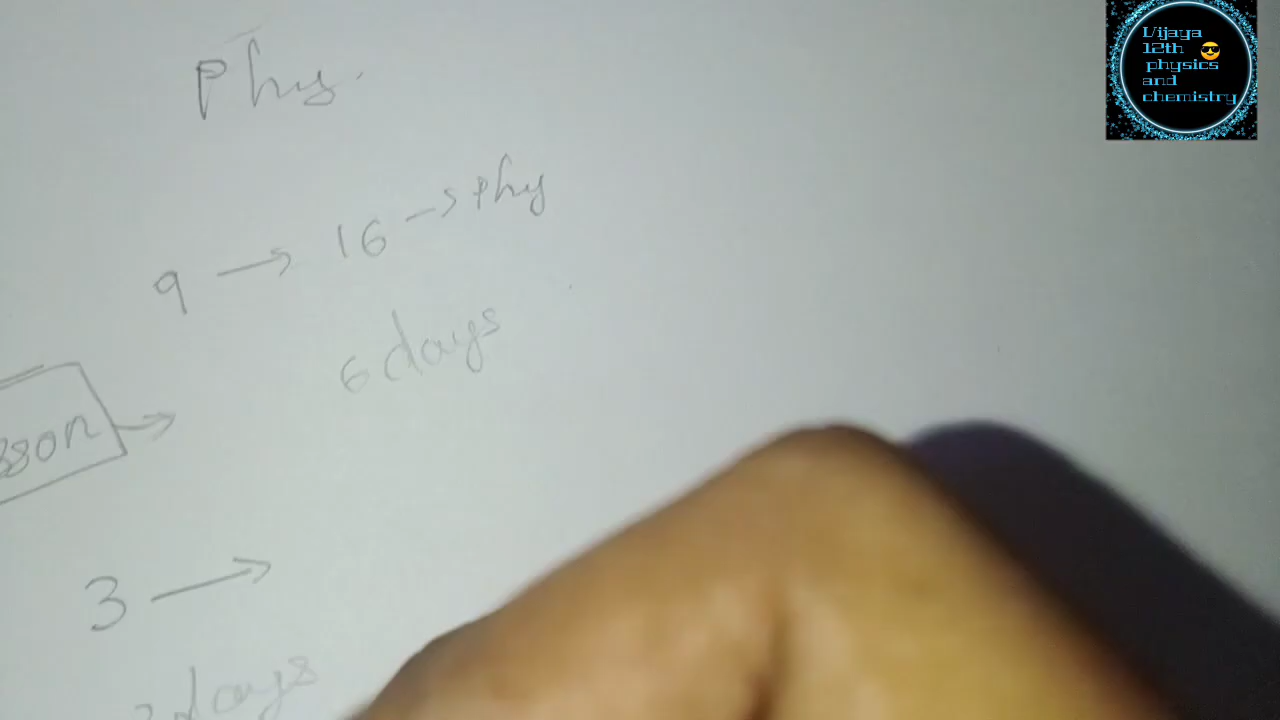 Phy.
9 → 16 → Phy
6 days
sson →
3 →
days
Vijaya
12th 😎
physics
and
chemistry